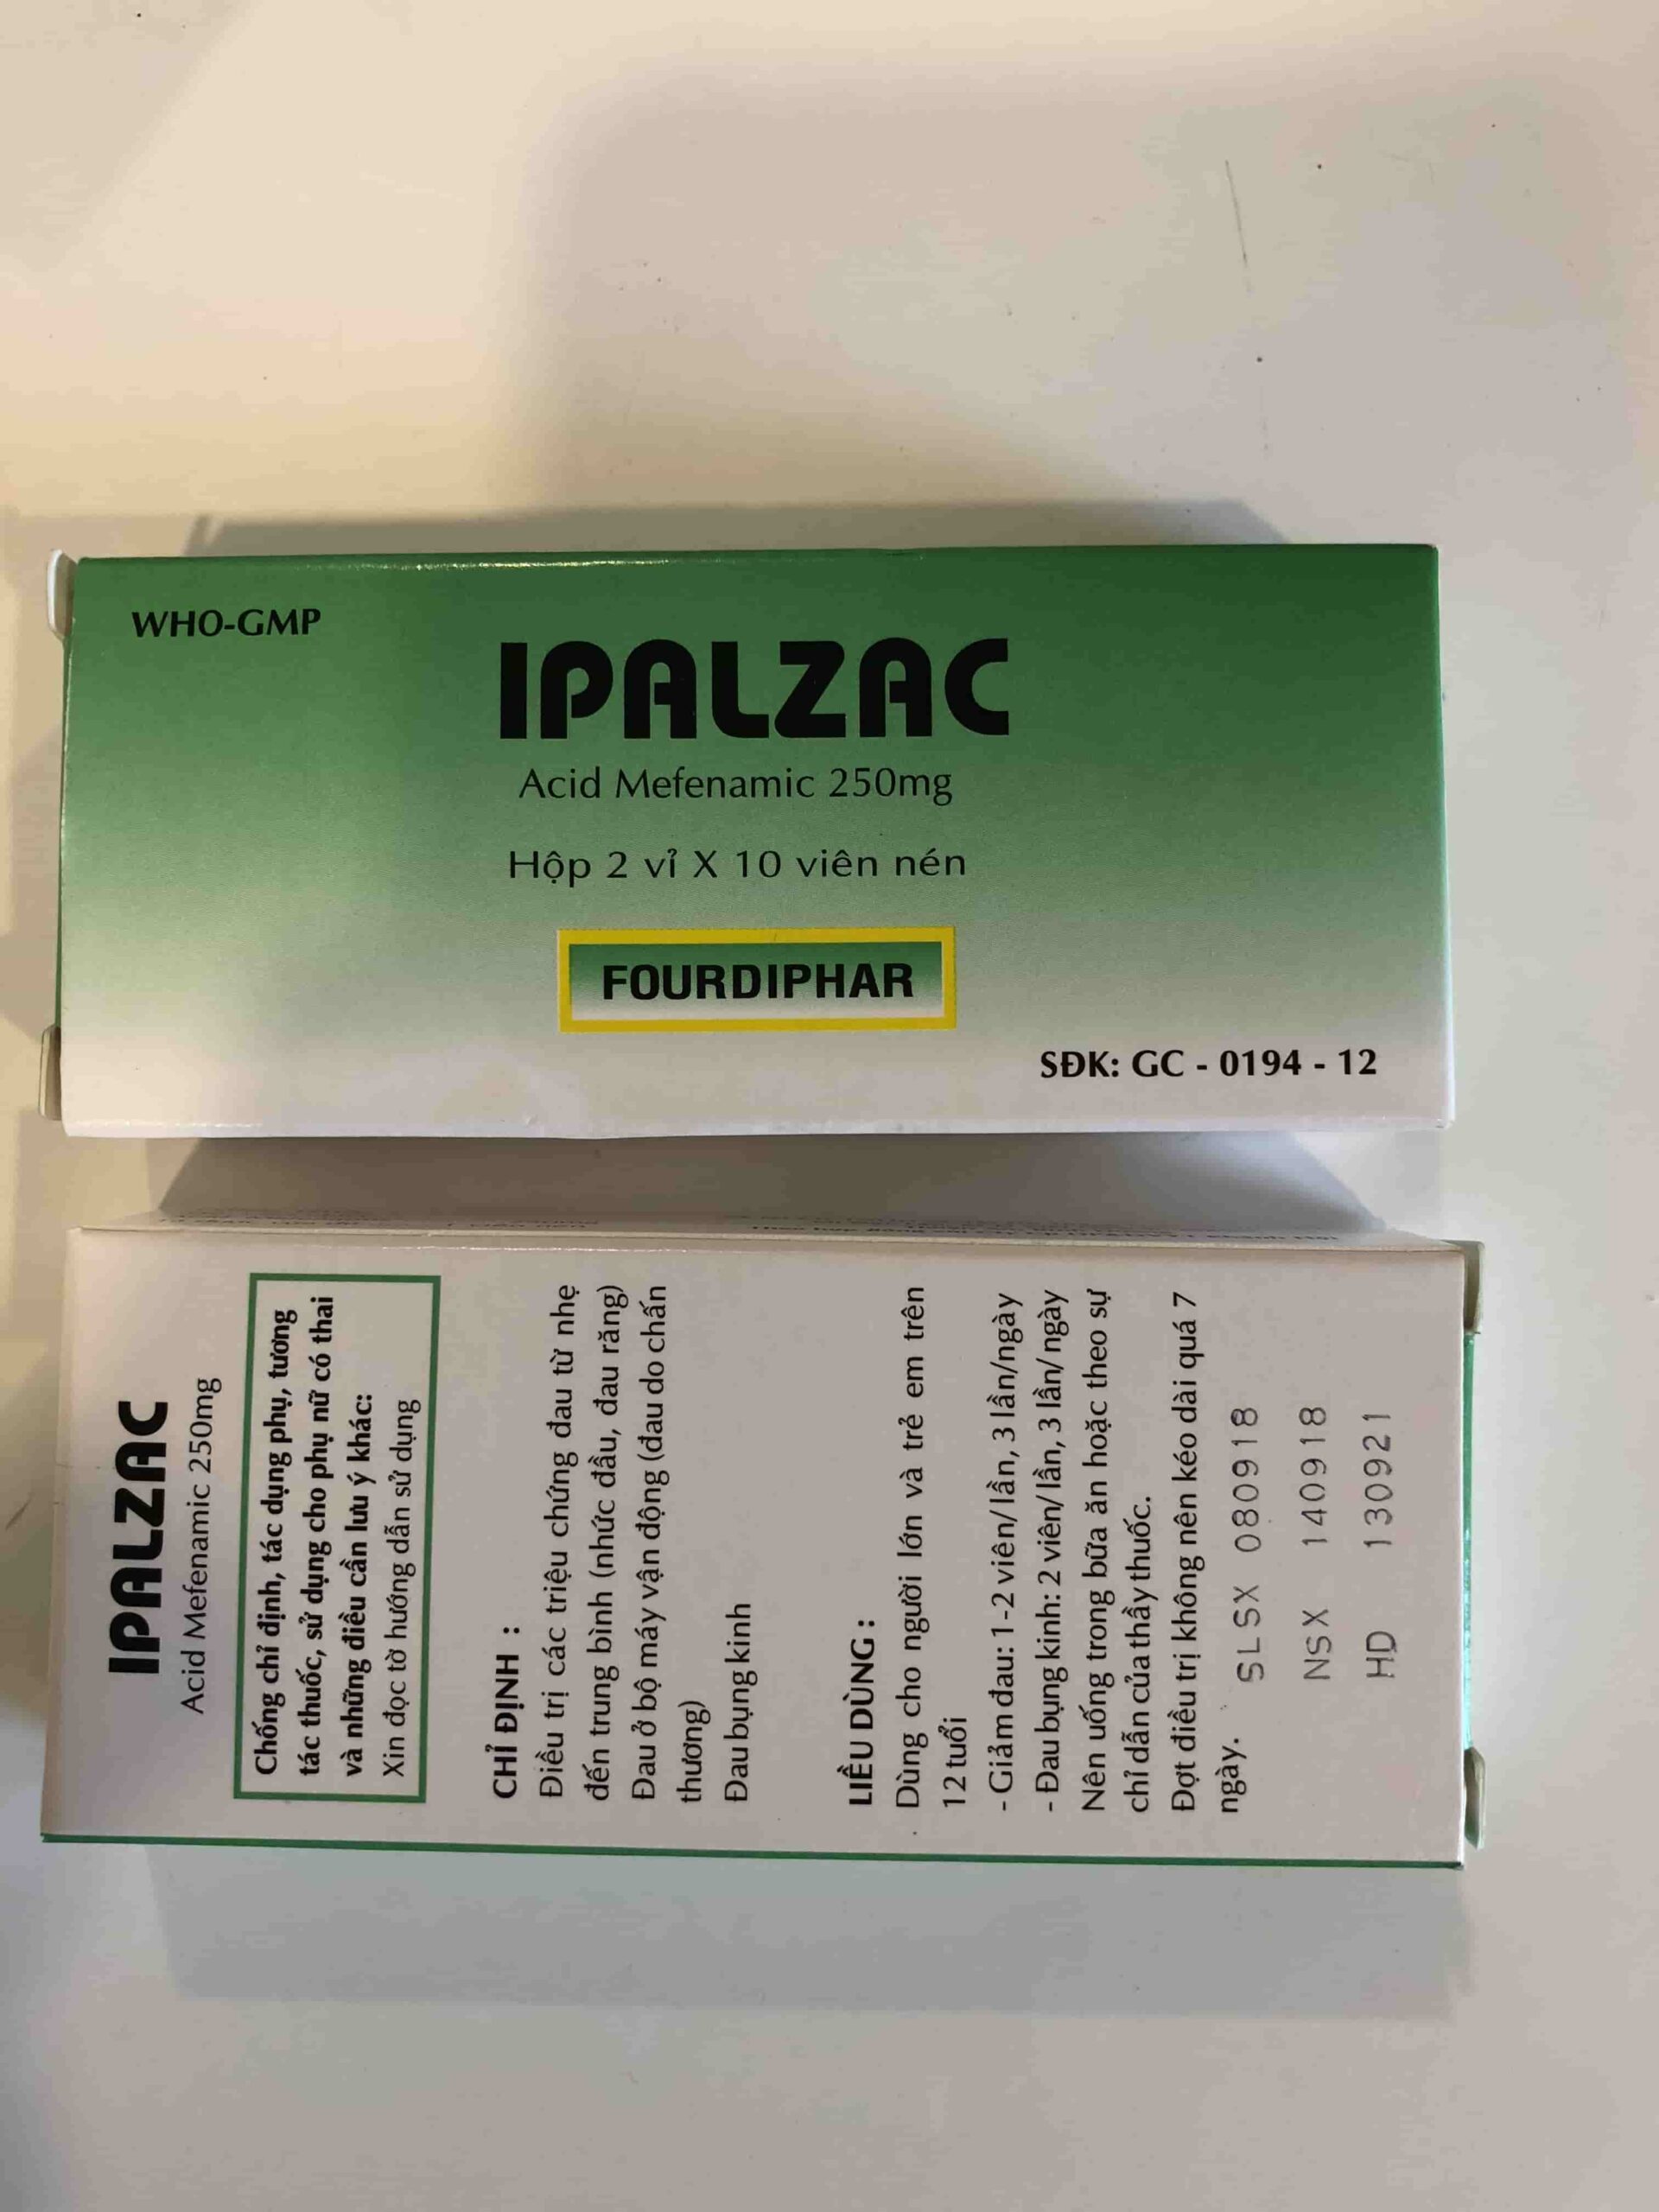 WHO-GMP
IPALZAC
Acid Mefenamic 250mg
Hộp 2 vỉ X 10 viên nén
FOURDIPHAR
SĐK: GC - 0194 - 12
IPALZAC
Acid Mefenamic 250mg
Chống chỉ định, tác dụng phụ, tương
tác thuốc, sử dụng cho phụ nữ có thai
và những điều cần lưu ý khác:
Xin đọc tờ hướng dẫn sử dụng
CHỈ ĐỊNH :
Điều trị các triệu chứng đau từ nhẹ
đến trung bình (nhức đầu, đau răng)
Đau ở bộ máy vận động (đau do chấn
thương)
Đau bụng kinh
LIỀU DÙNG :
Dùng cho người lớn và trẻ em trên
12 tuổi
- Giảm đau: 1-2 viên/ lần, 3 lần/ngày
- Đau bụng kinh: 2 viên/ lần, 3 lần/ ngày
Nên uống trong bữa ăn hoặc theo sự
chỉ dẫn của thầy thuốc.
Đợt điều trị không nên kéo dài quá 7
ngày.
SLSX 080918
NSX 140918
HD 130921